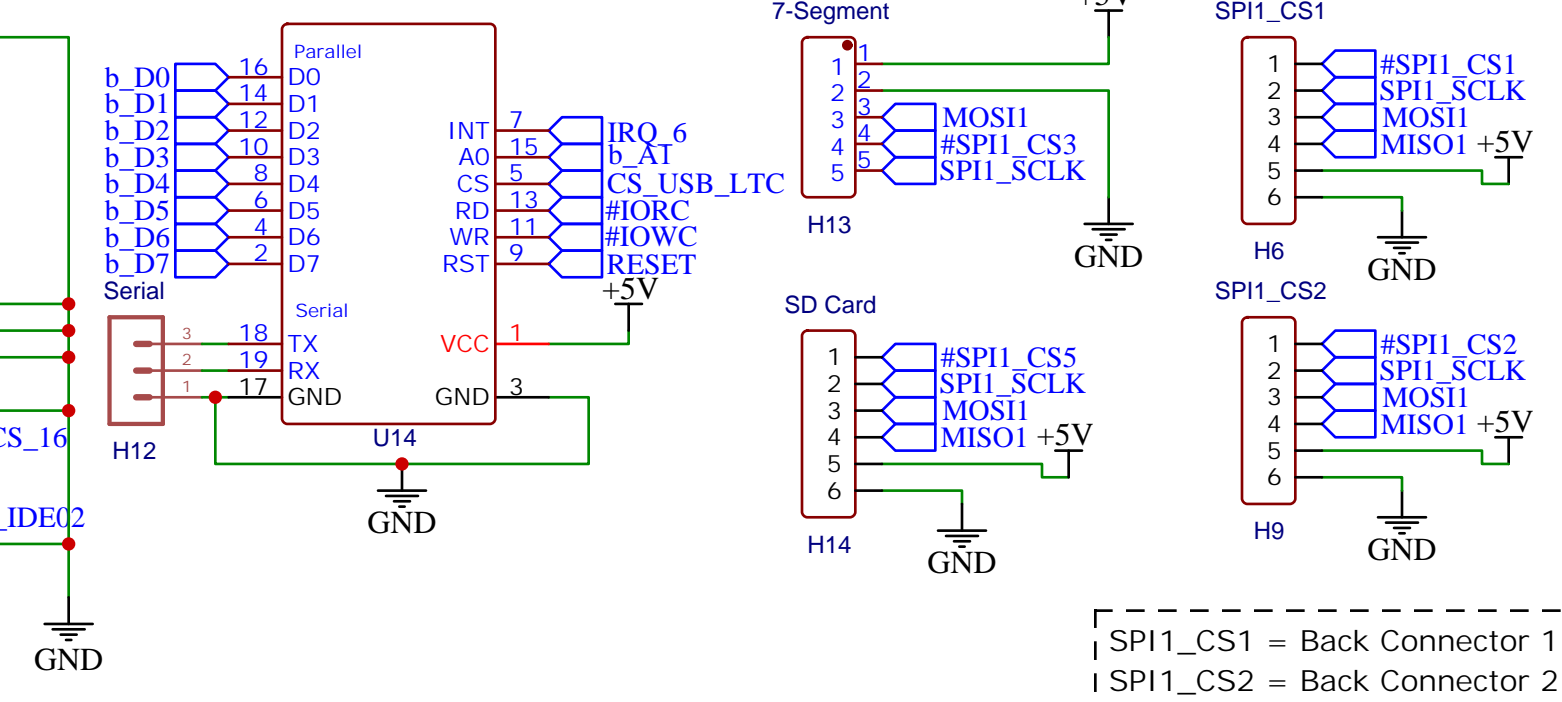 7-Segment
+5V
SPI1_CS1
Parallel
b_D0 16 D0
b_D1 14 D1
b_D2 12 D2
b_D3 10 D3
b_D4 8 D4
b_D5 6 D5
b_D6 4 D6
b_D7 2 D7
INT 7 IRQ_6
A0 15 b_AT
CS 5 CS_USB_LTC
RD 13 #IORC
WR 11 #IOWC
RST 9 RESET
+5V
VCC 1
GND 3
Serial
Serial
3 18 TX
2 19 RX
1 17 GND
H12
U14
GND
1 1
2 2
3 3 MOSI1
4 4 #SPI1_CS3
5 5 SPI1_SCLK
H13
GND
1 #SPI1_CS1
2 SPI1_SCLK
3 MOSI1
4 MISO1 +5V
5
6
H6
GND
SD Card
1 #SPI1_CS5
2 SPI1_SCLK
3 MOSI1
4 MISO1 +5V
5
6
H14
GND
SPI1_CS2
1 #SPI1_CS2
2 SPI1_SCLK
3 MOSI1
4 MISO1 +5V
5
6
H9
GND
CS_16
_IDE02
GND
SPI1_CS1 = Back Connector 1
SPI1_CS2 = Back Connector 2